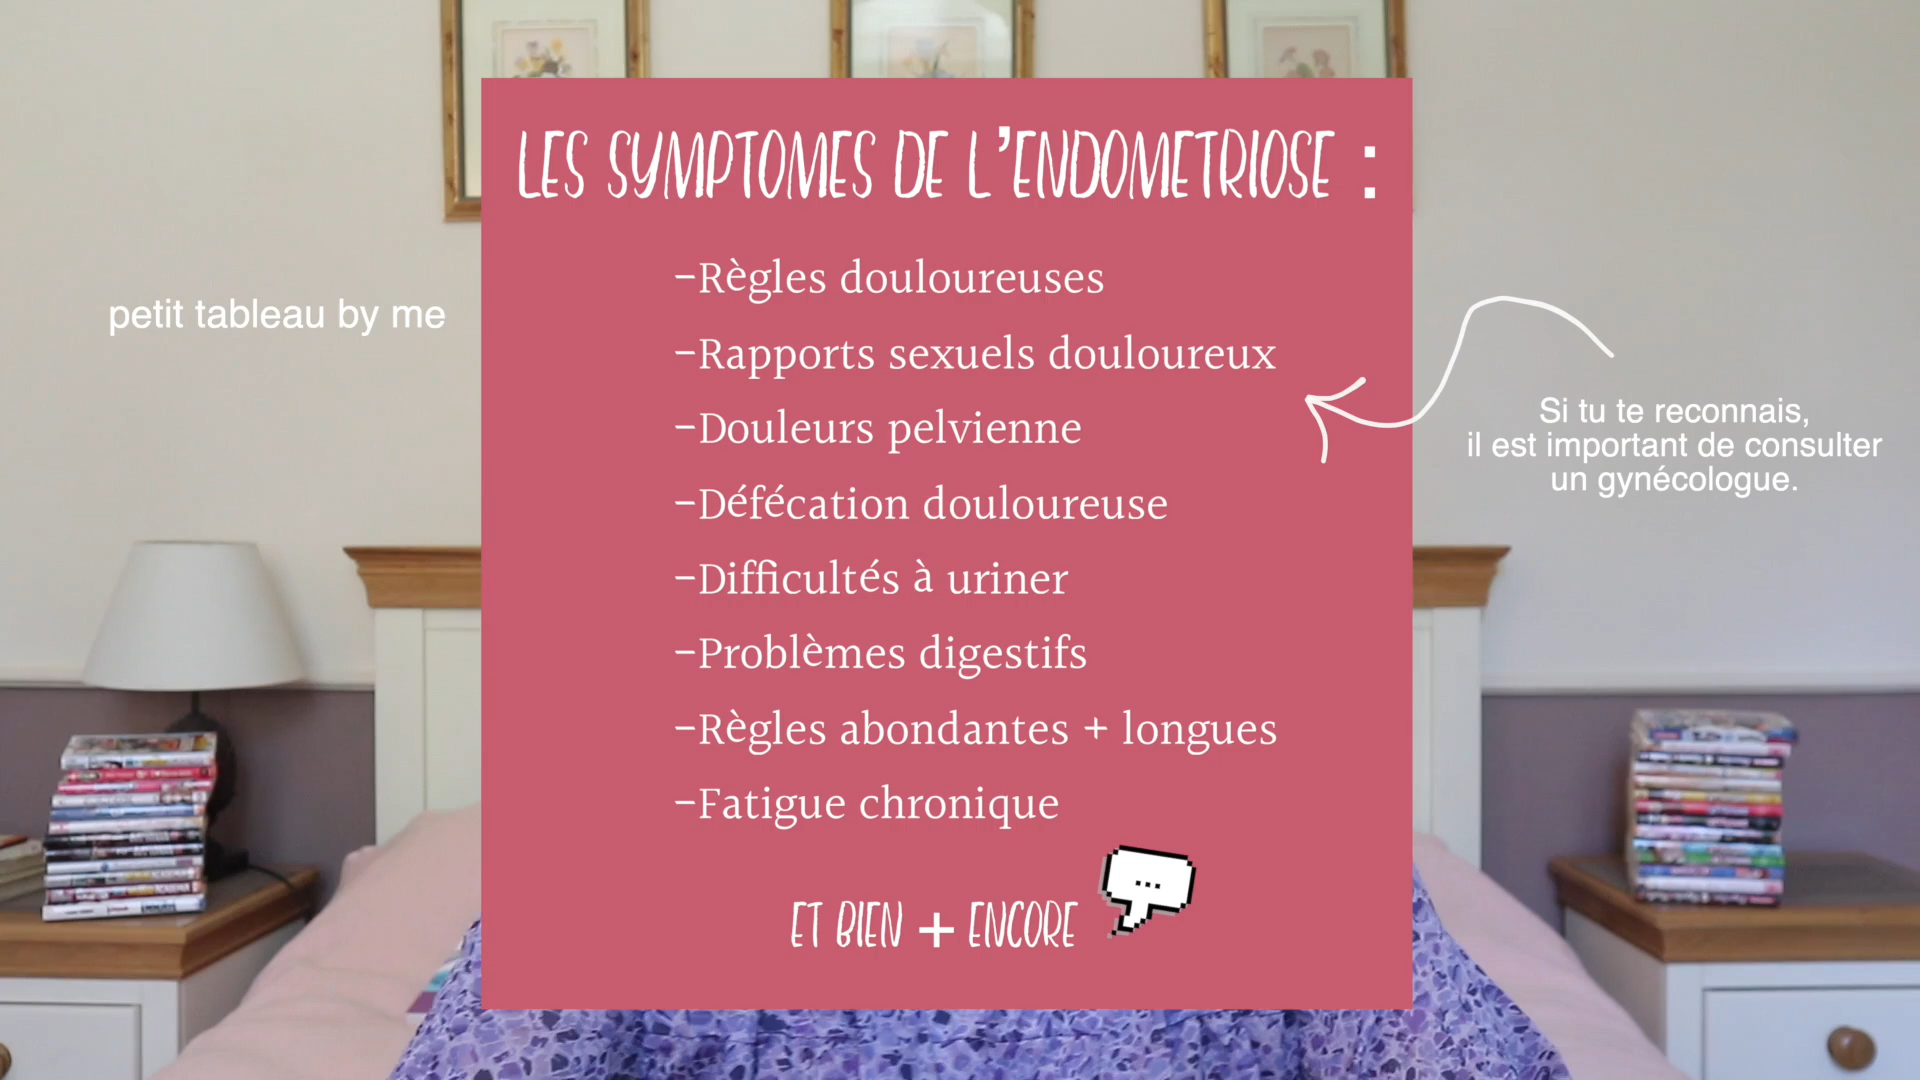 LES SYMPTOMES DE L'ENDOMETRIOSE :
-Règles douloureuses
-Rapports sexuels douloureux
-Douleurs pelvienne
-Défécation douloureuse
-Difficultés à uriner
-Problèmes digestifs
-Règles abondantes + longues
-Fatigue chronique
ET BIEN + ENCORE
...
petit tableau by me
Si tu te reconnais,
il est important de consulter
un gynécologue.